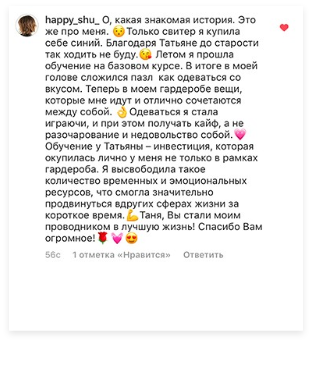 happy_shu_ О, какая знакомая история. Это
же про меня. 😌Только свитер я купила
себе синий. Благодаря Татьяне до старости
так ходить не буду.😘 Летом я прошла
обучение на базовом курсе. В итоге в моей
голове сложился пазл как одеваться со
вкусом. Теперь в моем гардеробе вещи,
которые мне идут и отлично сочетаются
между собой. 👌Одеваться я стала
играючи, и при этом получать кайф, а не
разочарование и недовольство собой.💗
Обучение у Татьяны – инвестиция, которая
окупилась лично у меня не только в рамках
гардероба. Я высвободила такое
количество временных и эмоциональных
ресурсов, что смогла значительно
продвинуться вдругих сферах жизни за
короткое время.💪Таня, Вы стали моим
проводником в лучшую жизнь! Спасибо Вам
огромное!🌹💓😍
56с 1 отметка «Нравится» Ответить